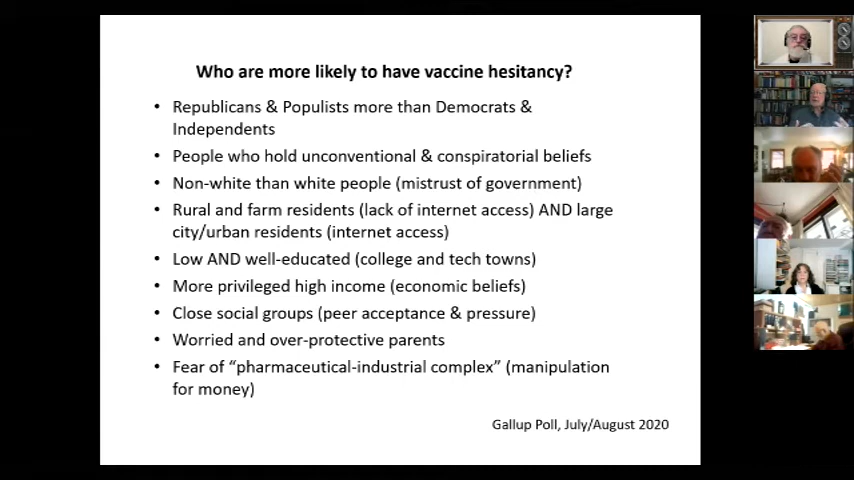 Who are more likely to have vaccine hesitancy?
• Republicans & Populists more than Democrats &
Independents
• People who hold unconventional & conspiratorial beliefs
• Non-white than white people (mistrust of government)
• Rural and farm residents (lack of internet access) AND large
city/urban residents (internet access)
• Low AND well-educated (college and tech towns)
• More privileged high income (economic beliefs)
• Close social groups (peer acceptance & pressure)
• Worried and over-protective parents
• Fear of “pharmaceutical-industrial complex” (manipulation
for money)
Gallup Poll, July/August 2020